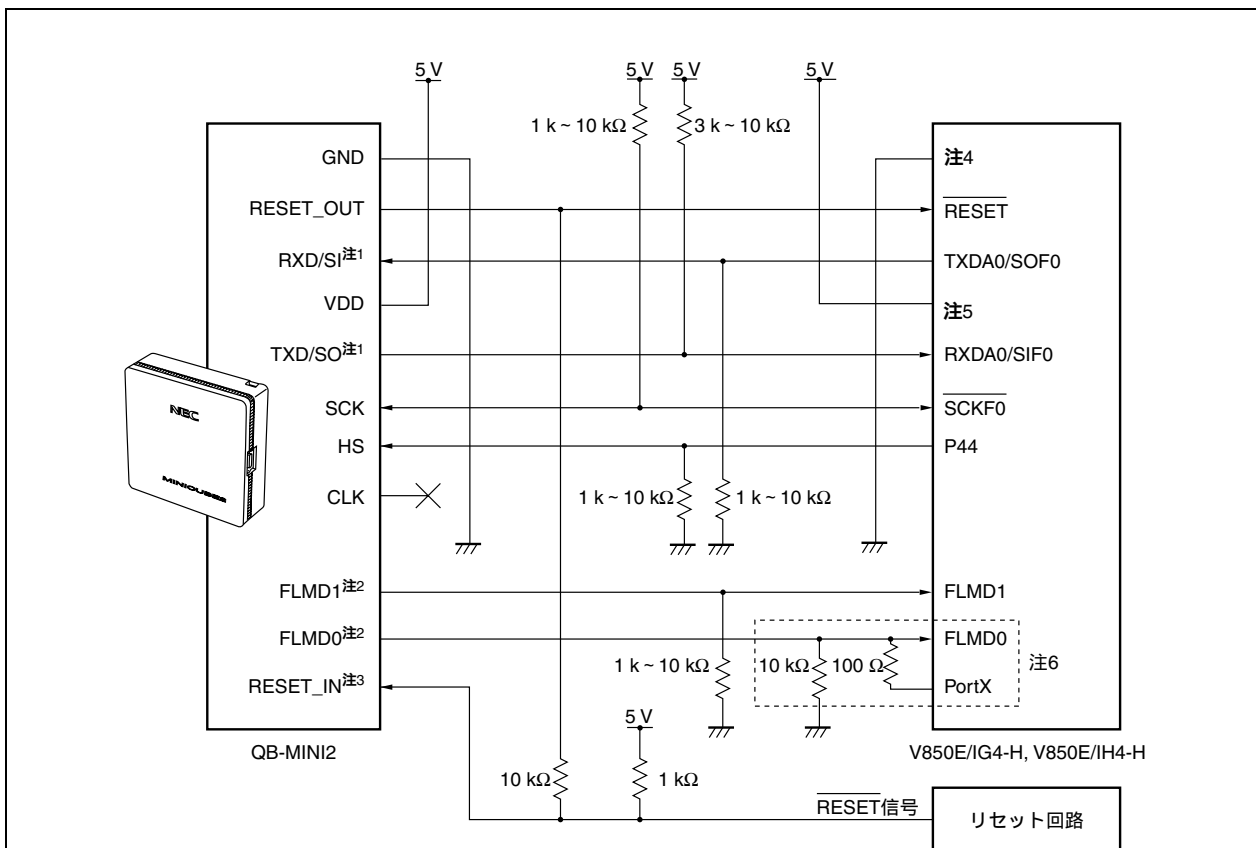 5 V
5 V
5 V
5 V
1 k ~ 10 kΩ
3 k ~ 10 kΩ
GND
注4
RESET_OUT
RESET
RXD/SI注1
TXDA0/SOF0
VDD
注5
TXD/SO注1
RXDA0/SIF0
SCK
SCKF0
HS
P44
CLK
1 k ~ 10 kΩ
1 k ~ 10 kΩ
NEC
MINICUBE2
FLMD1注2
FLMD1
FLMD0注2
FLMD0
1 k ~ 10 kΩ
10 kΩ
100 Ω
注6
RESET_IN注3
PortX
5 V
QB-MINI2
V850E/IG4-H, V850E/IH4-H
10 kΩ
1 kΩ
RESET信号
リセット回路